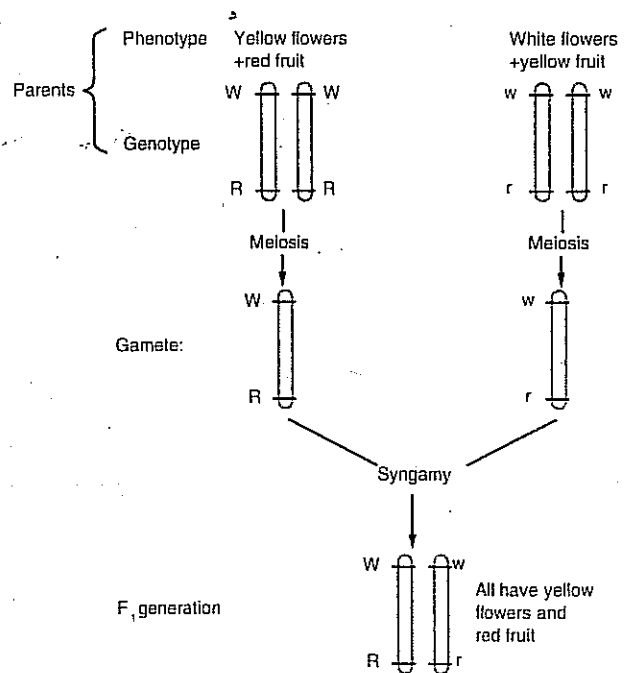 Phenotype
Yellow flowers
+red fruit
White flowers
+yellow fruit
Parents
W W
w w
Genotype
R R
r r
Meiosis
Meiosis
W
w
Gamete:
R
r
Syngamy
W w
F1 generation
All have yellow
flowers and
red fruit
R r